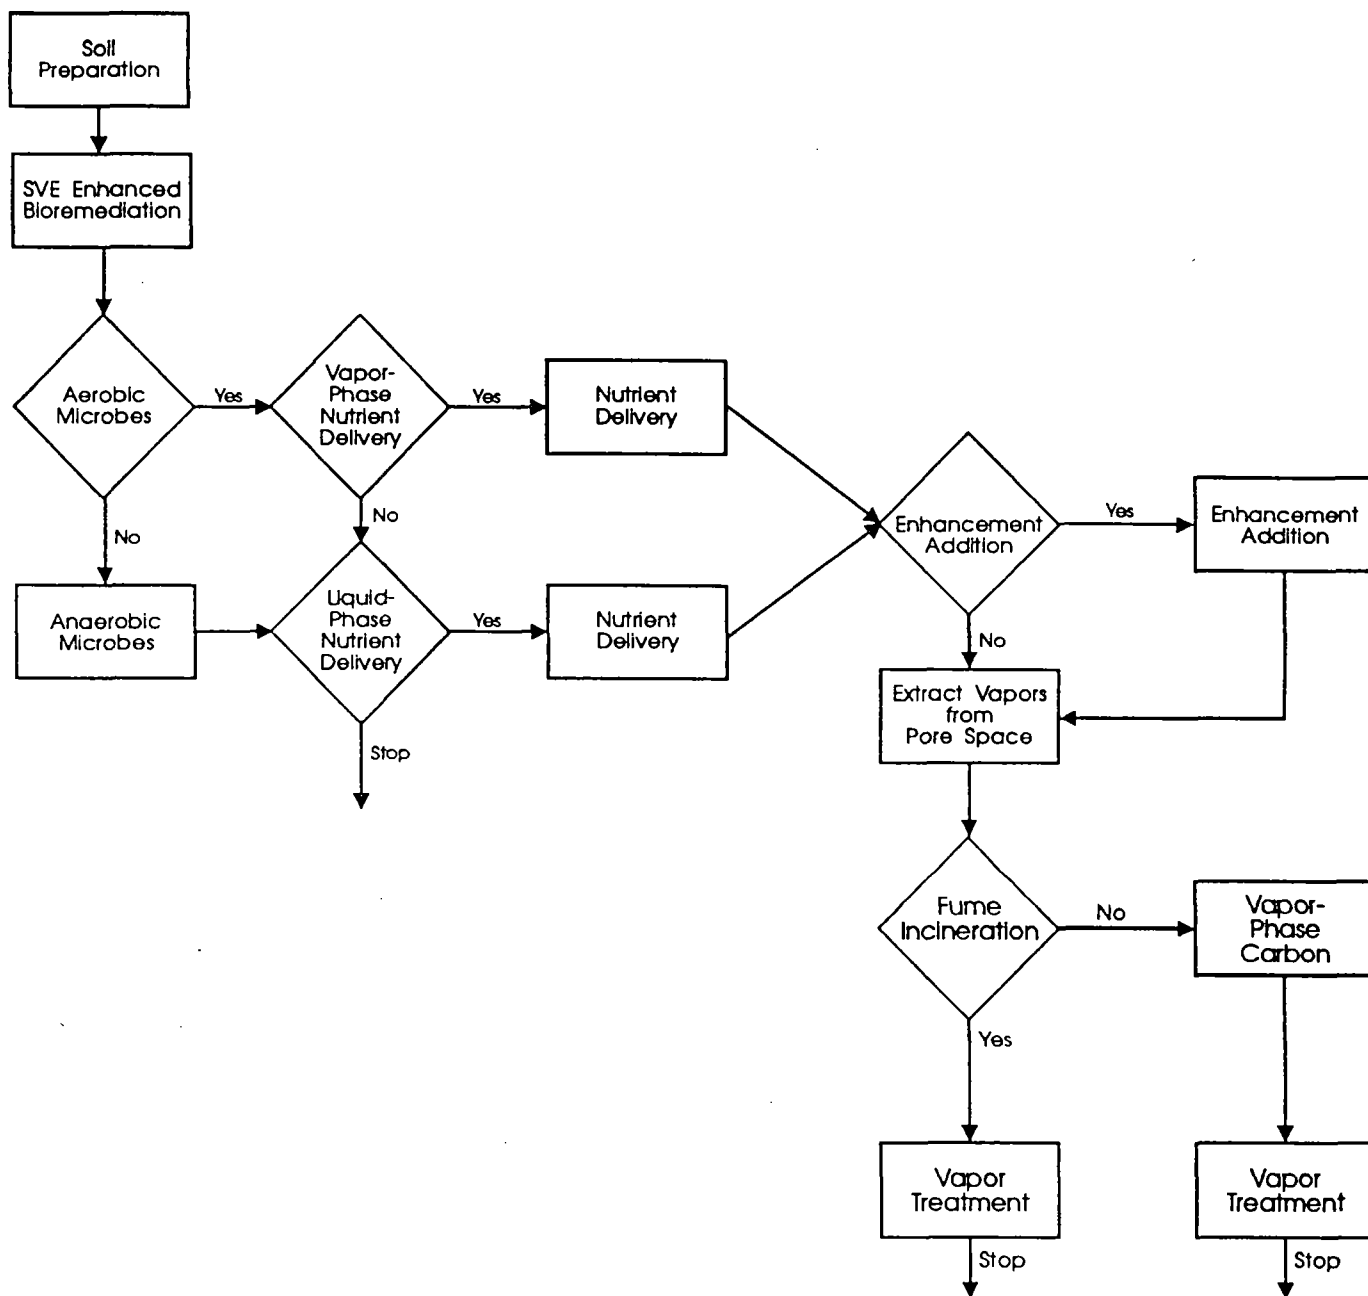 Soil
Preparation
SVE Enhanced
Bioremediation
Aerobic
Microbes
Yes
Vapor-
Phase
Nutrient
Delivery
Yes
Nutrient
Delivery
No
No
Anaerobic
Microbes
Liquid-
Phase
Nutrient
Delivery
Yes
Nutrient
Delivery
Stop
Enhancement
Addition
Yes
Enhancement
Addition
No
Extract Vapors
from
Pore Space
Fume
Incineration
No
Vapor-
Phase
Carbon
Yes
Vapor
Treatment
Stop
Vapor
Treatment
Stop